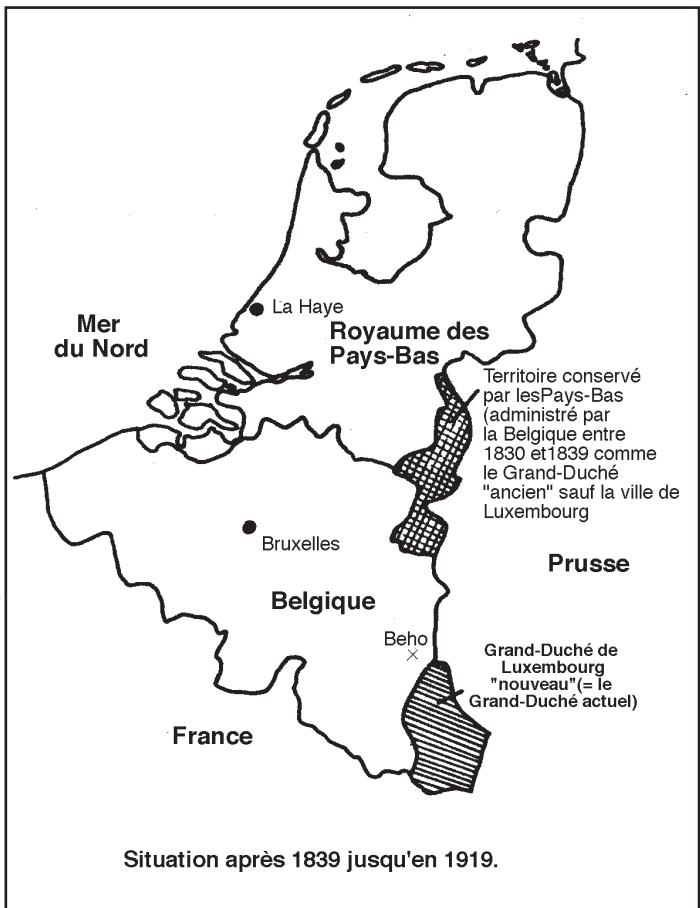 La Haye
Mer
du Nord
Royaume des
Pays-Bas
Territoire conservé
par lesPays-Bas
(administré par
la Belgique entre
1830 et1839 comme
le Grand-Duché
"ancien" sauf la ville de
Luxembourg
Bruxelles
Prusse
Belgique
Beho
Grand-Duché de
Luxembourg
"nouveau"(= le
Grand-Duché actuel)
France
Situation après 1839 jusqu'en 1919.